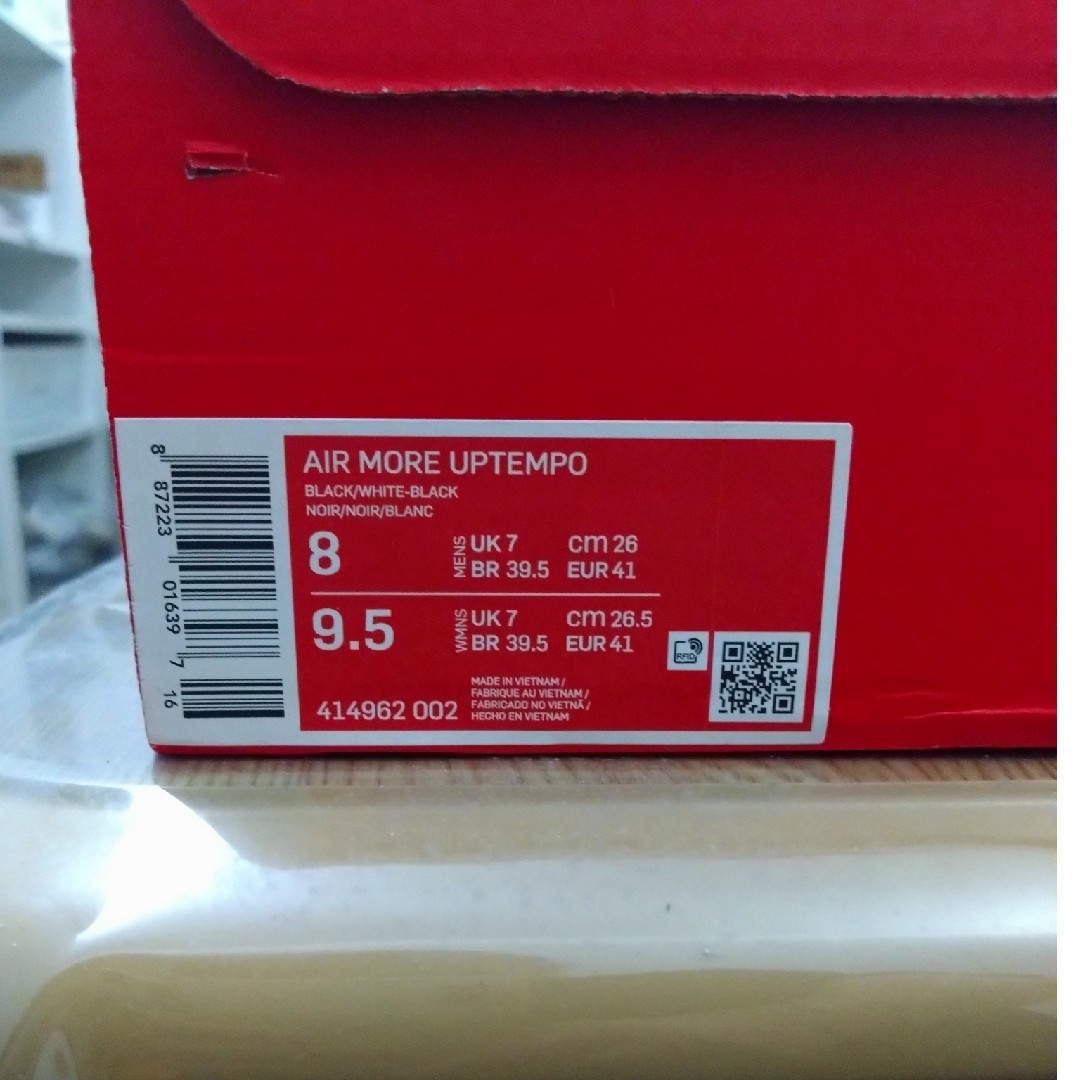 AIR MORE UPTEMPO
BLACK/WHITE-BLACK
NOIR/NOIR/BLANC
8 MENS UK 7 cm 26
BR 39.5 EUR 41
9.5 WMNS UK 7 cm 26.5
BR 39.5 EUR 41
RFID
414962 002
MADE IN VIETNAM /
FABRIQUE AU VIETNAM /
FABRICADO NO VIETNÃ /
HECHO EN VIETNAM
8 87223 01639 7 16